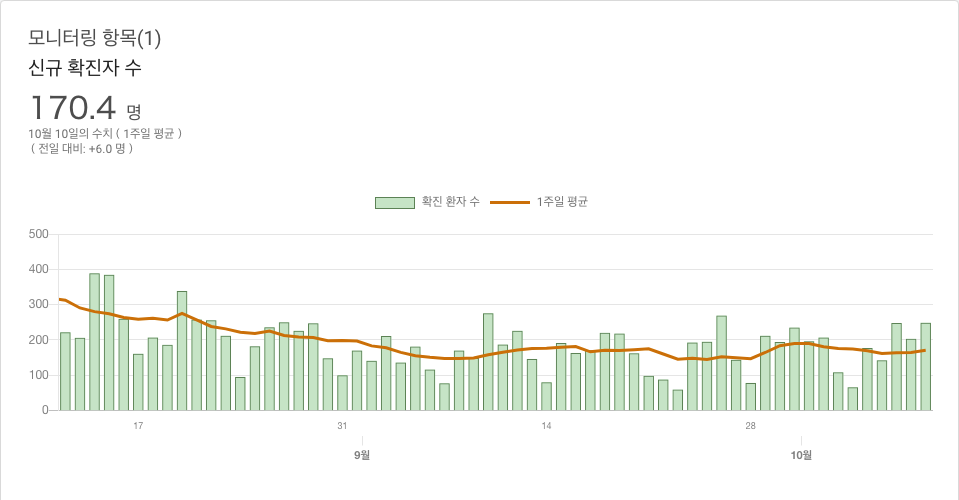 모니터링 항목(1)
신규 확진자 수
170.4 명
10월 10일의 수치 ( 1주일 평균 )
( 전일 대비: +6.0 명 )
확진 환자 수 1주일 평균
500
400
300
200
100
0
17 31 14 28
9월 10월